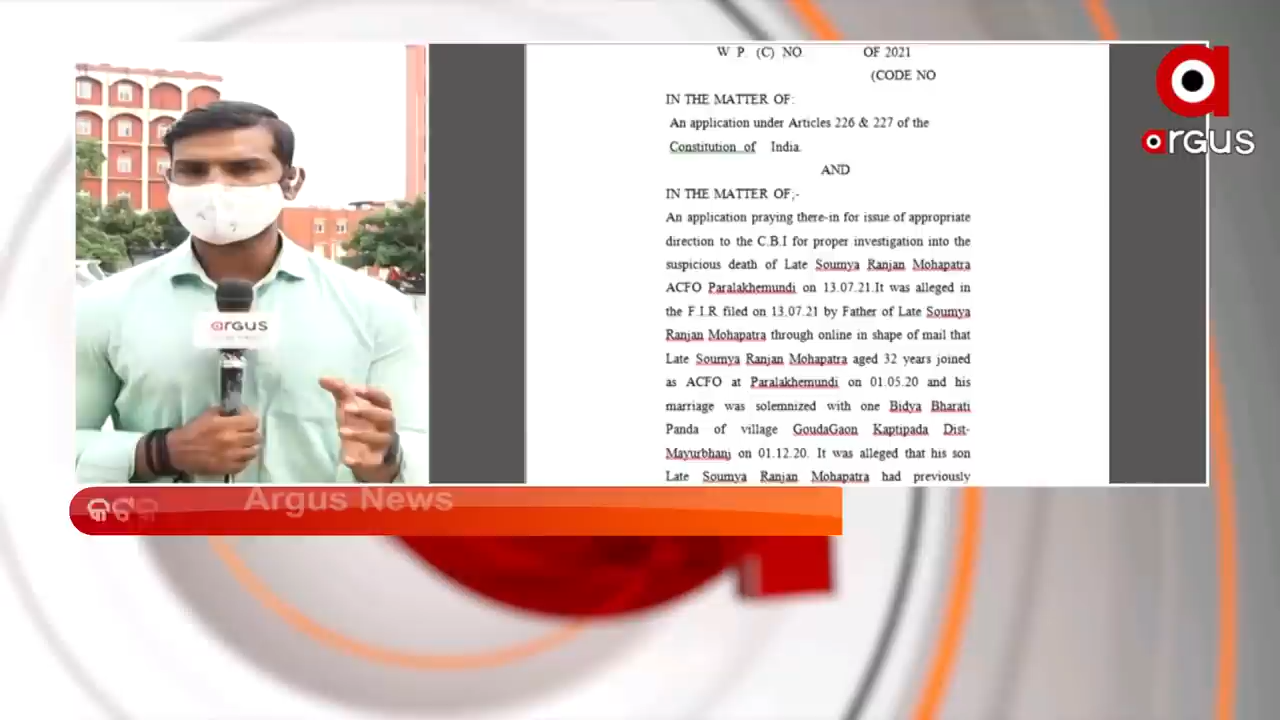 W P. (C) NO. OF 2021
(CODE NO
IN THE MATTER OF:
An application under Articles 226 & 227 of the
Constitution of India.
AND
IN THE MATTER OF;-
An application praying there-in for issue of appropriate
direction to the C.B.I for proper investigation into the
suspicious death of Late Soumya Ranjan Mohapatra
ACFO Paralakhemundi on 13.07.21.It was alleged in
the F.I.R filed on 13.07.21 by Father of Late Soumya
Ranjan Mohapatra through online in shape of mail that
Late Soumya Ranjan Mohapatra aged 32 years joined
as ACFO at Paralakhemundi on 01.05.20 and his
marriage was solemnized with one Bidya Bharati
Panda of village GoudaGaon Kaptipada Dist-
Mayurbhanj on 01.12.20. It was alleged that his son
Late Soumya Ranjan Mohapatra had previously
argus
argus
କଟକ
Argus News